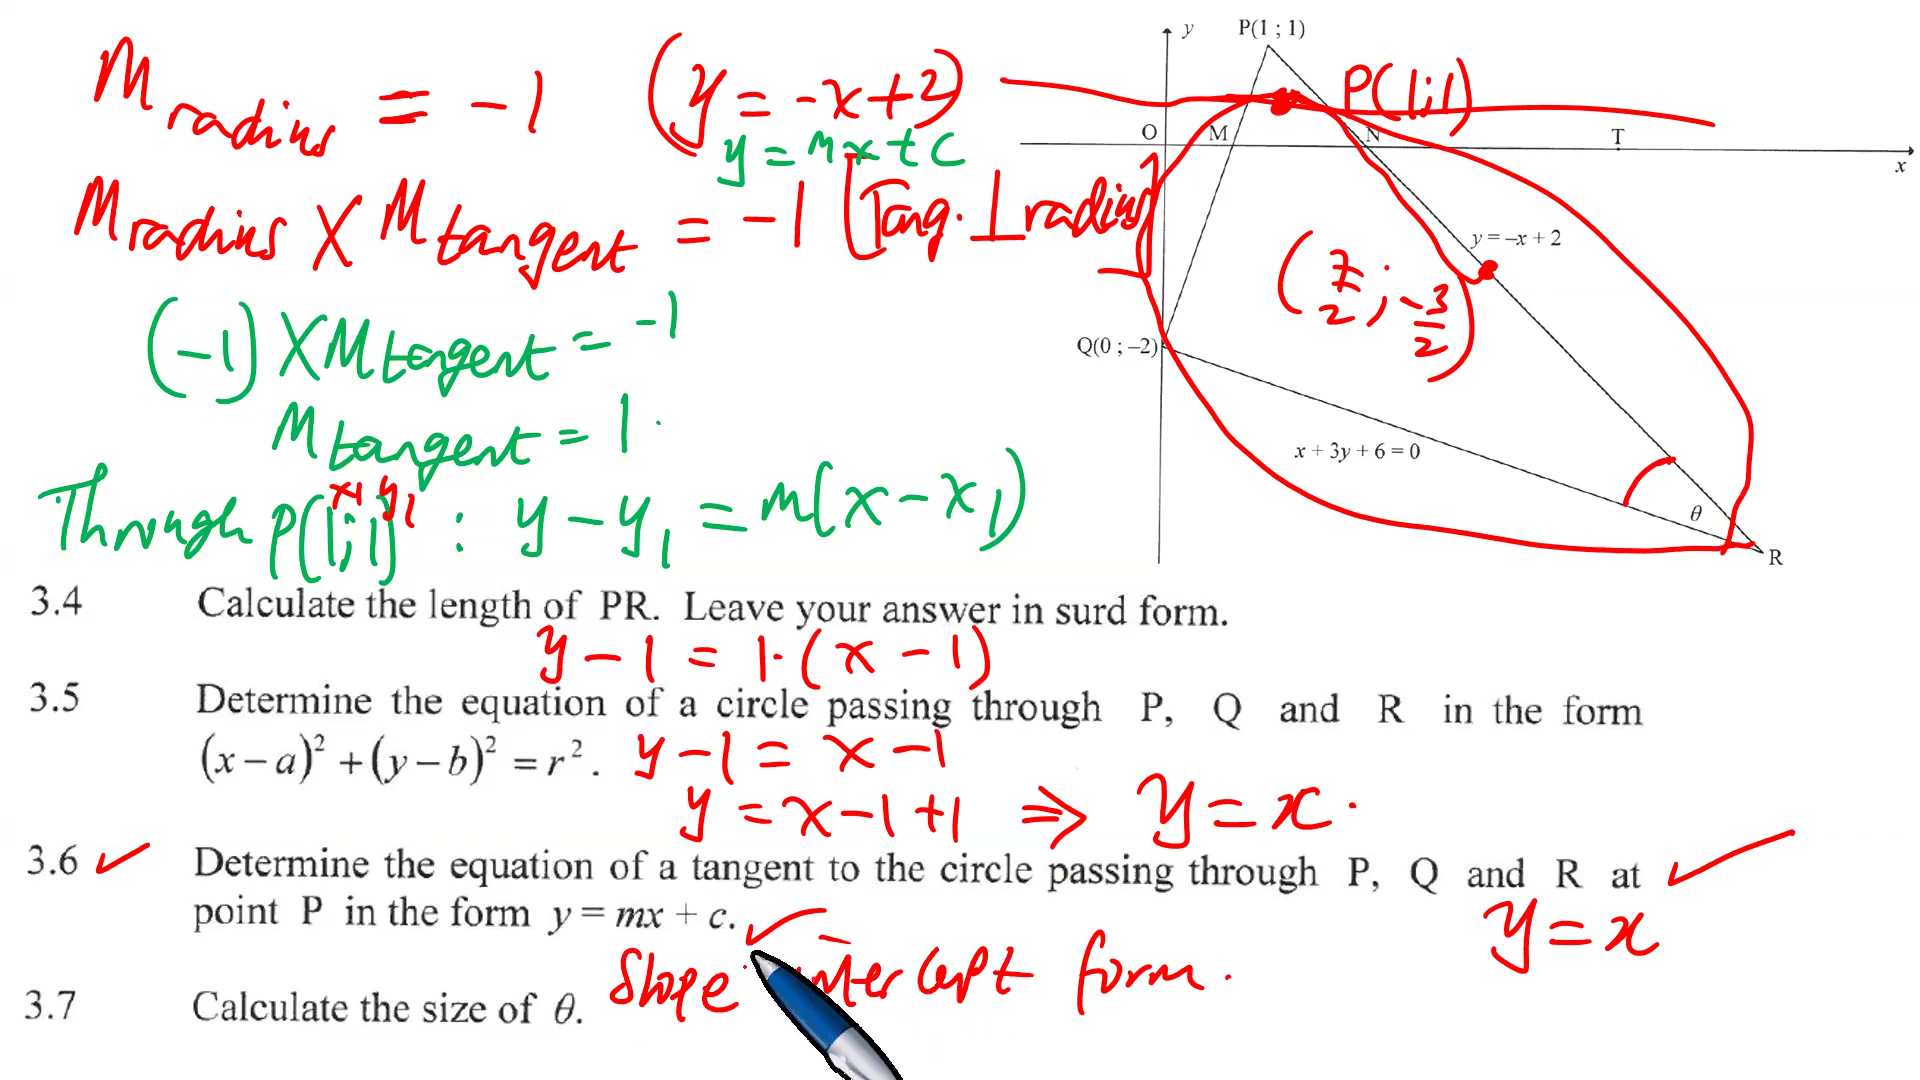 M radius = -1 (y = -x+2)
y = mx + c
M radius X M tangent = -1 [Tang. ⊥ radius]
(-1) X M tangent = -1
M tangent = 1.
x1 y1
Through P(1;1) : y - y1 = m(x - x1)
y
P(1 ; 1)
P(1;1)
O
M
N
T
x
y = –x + 2
(7/2 ; -3/2)
Q(0 ; –2)
x + 3y + 6 = 0
θ
R
3.4 Calculate the length of PR. Leave your answer in surd form.
y - 1 = 1·(x - 1)
3.5 Determine the equation of a circle passing through P, Q and R in the form
(x – a)² + (y – b)² = r².
y - 1 = x - 1
y = x - 1 + 1 ⇒ y = x.
3.6 Determine the equation of a tangent to the circle passing through P, Q and R at
point P in the form y = mx + c.
y = x
Slope intercept form.
3.7 Calculate the size of θ.